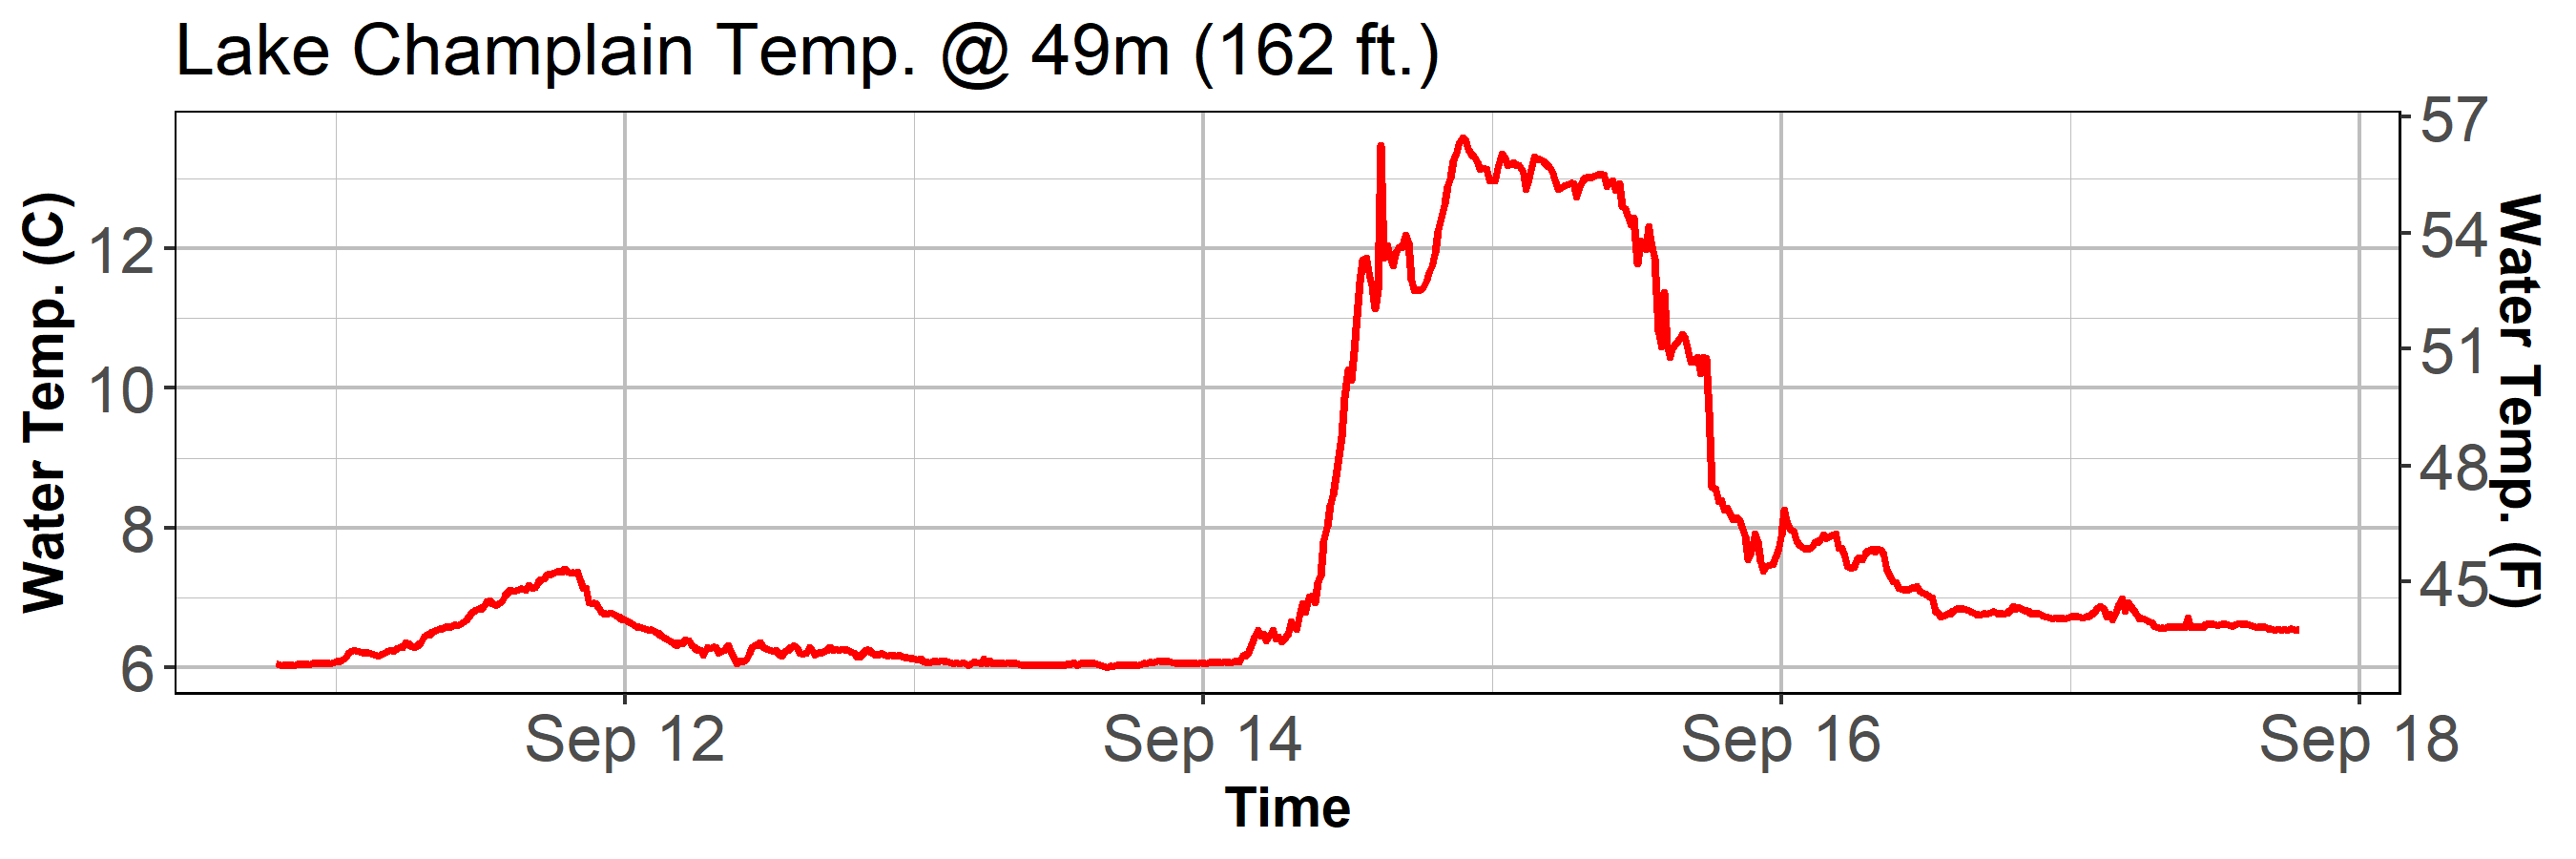 Lake Champlain Temp. @ 49m (162 ft.)
Water Temp. (C)
12
10
8
6
57
54
51
48
45
Water Temp. (F)
Sep 12
Sep 14
Sep 16
Sep 18
Time